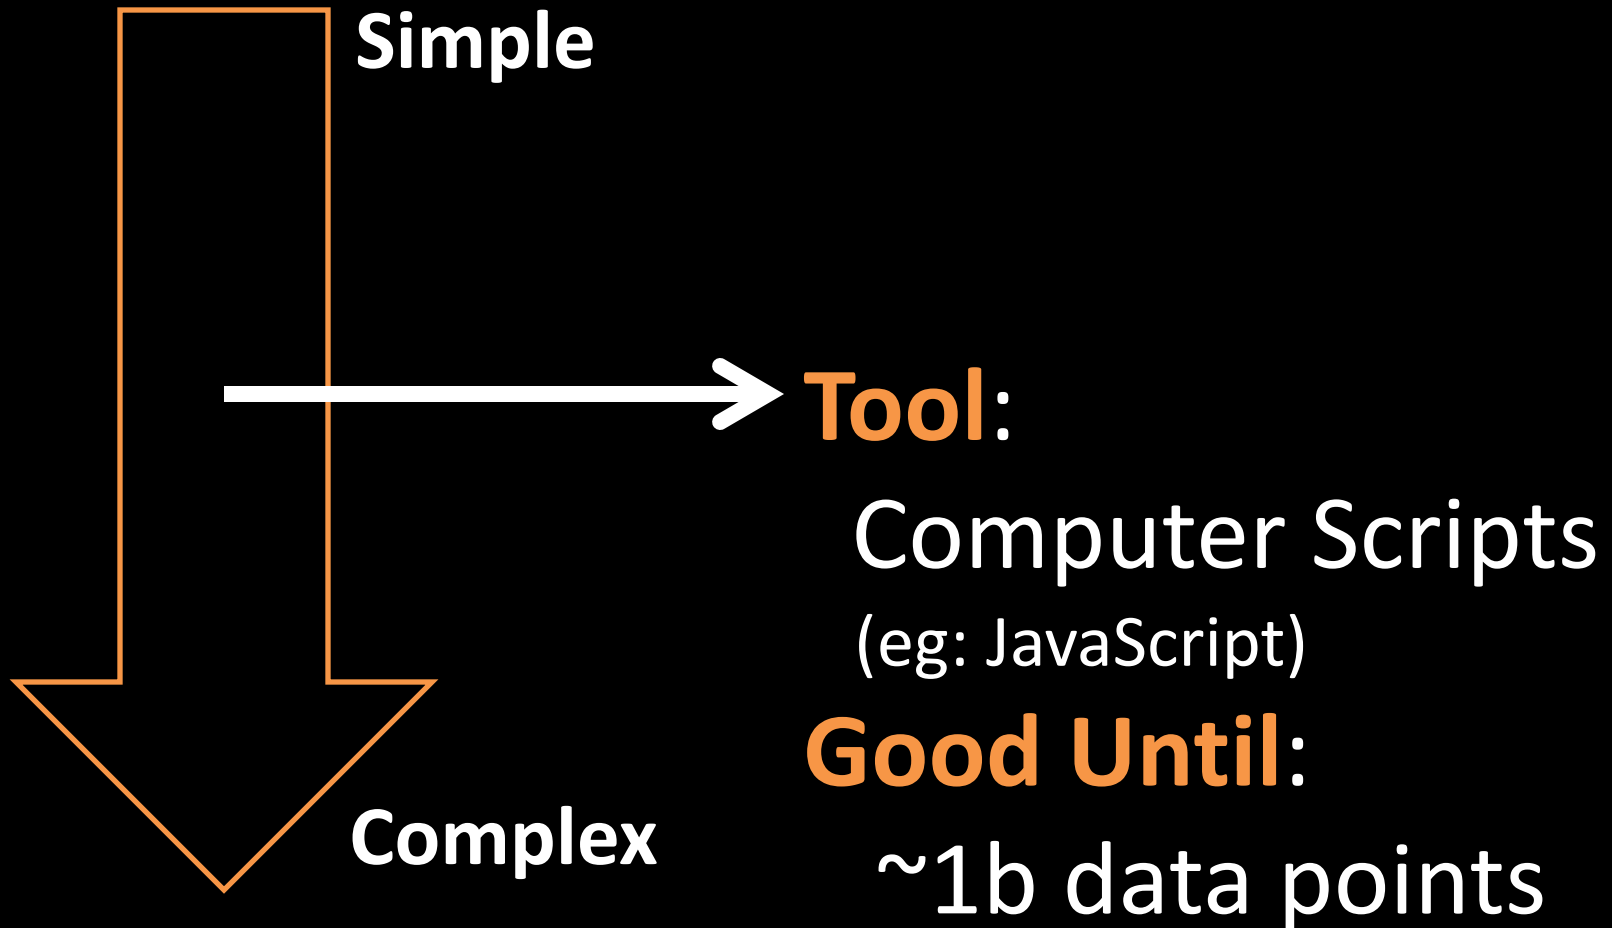 Simple
Tool:
Computer Scripts
(eg: JavaScript)
Good Until:
Complex
~1b data points